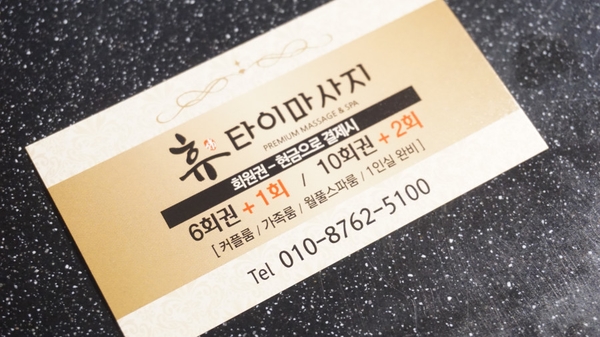 휴 타이마사지
PREMIUM MASSAGE & SPA
회원권 - 현금으로 결제시
6회권 +1회 / 10회권 +2회
[ 커플룸 / 가족룸 / 월풀스파룸 / 1인실 완비 ]
Tel 010-8762-5100